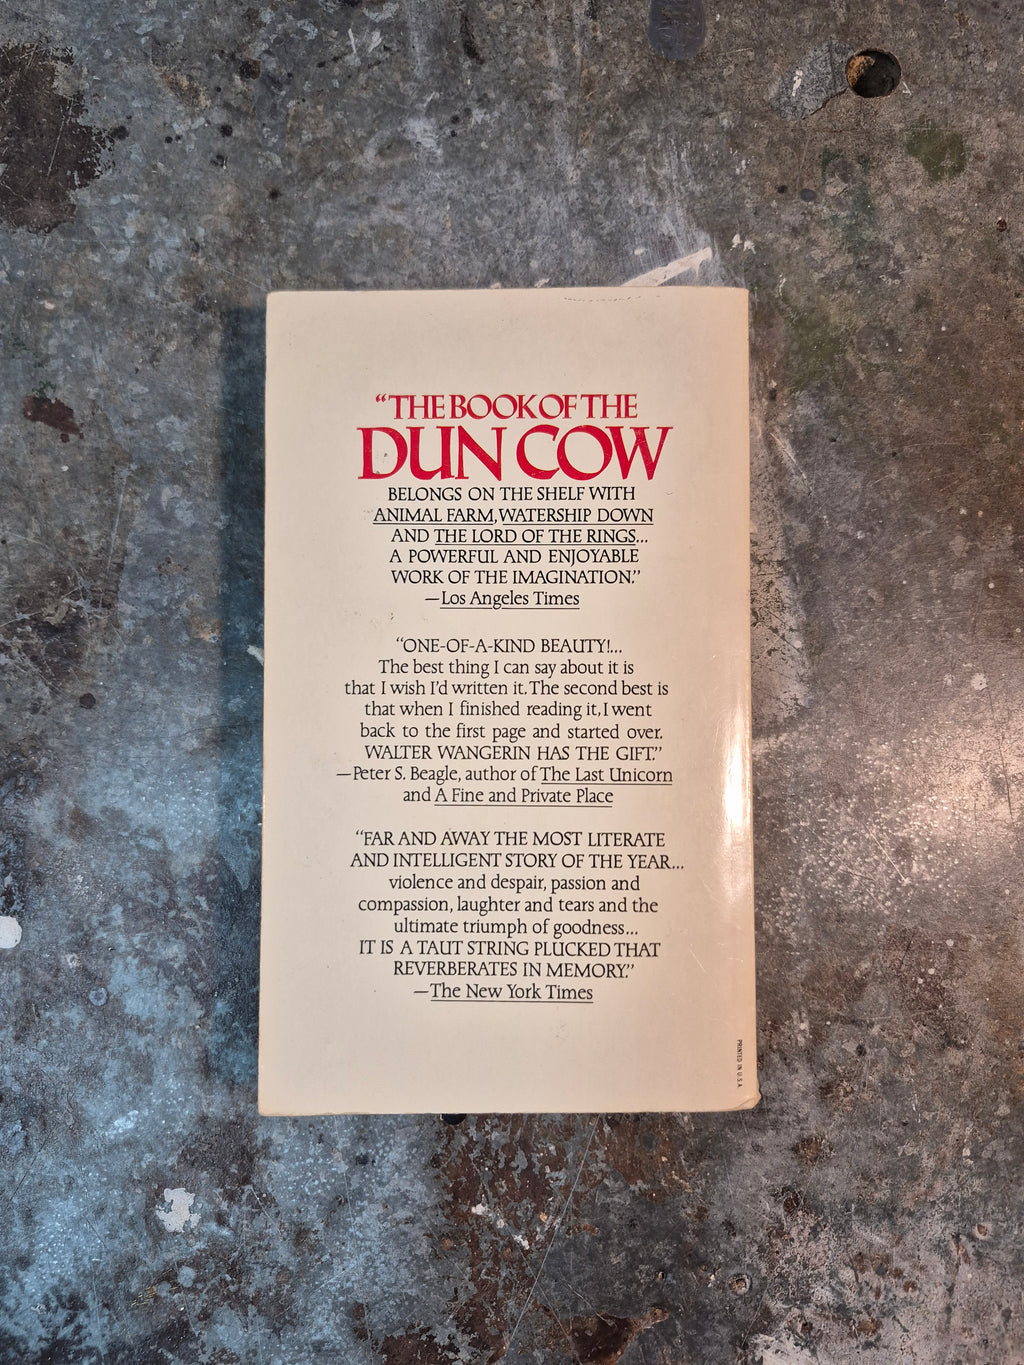 “THE BOOK OF THE
DUN COW
BELONGS ON THE SHELF WITH
ANIMAL FARM, WATERSHIP DOWN
AND THE LORD OF THE RINGS...
A POWERFUL AND ENJOYABLE
WORK OF THE IMAGINATION.”
—Los Angeles Times
“ONE-OF-A-KIND BEAUTY!...
The best thing I can say about it is
that I wish I’d written it. The second best is
that when I finished reading it, I went
back to the first page and started over.
WALTER WANGERIN HAS THE GIFT.”
—Peter S. Beagle, author of The Last Unicorn
and A Fine and Private Place
“FAR AND AWAY THE MOST LITERATE
AND INTELLIGENT STORY OF THE YEAR...
violence and despair, passion and
compassion, laughter and tears and the
ultimate triumph of goodness...
IT IS A TAUT STRING PLUCKED THAT
REVERBERATES IN MEMORY.”
—The New York Times
PRINTED IN U.S.A.